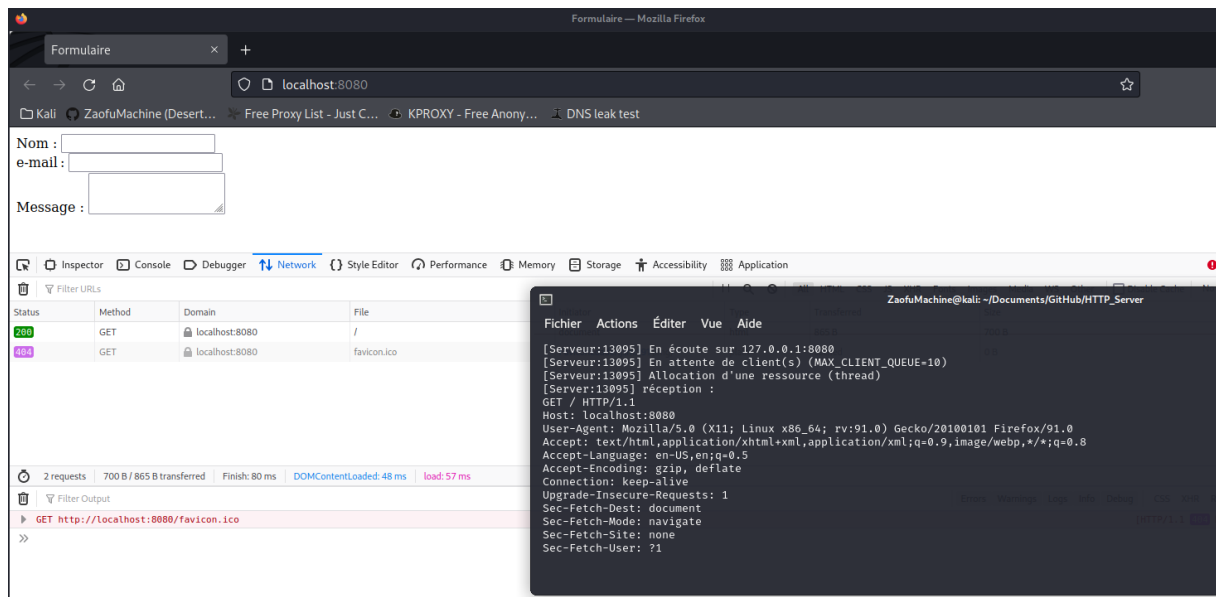 Formulaire — Mozilla Firefox
Formulaire
localhost:8080
Kali ZaofuMachine (Desert... Free Proxy List - Just C... KPROXY - Free Anony... DNS leak test
Nom :
e-mail :
Message :
Inspector Console Debugger Network Style Editor Performance Memory Storage Accessibility Application
Filter URLs
Status Method Domain File
200 GET localhost:8080 /
404 GET localhost:8080 favicon.ico
2 requests 700 B / 865 B transferred Finish: 80 ms DOMContentLoaded: 48 ms load: 57 ms
Filter Output
GET http://localhost:8080/favicon.ico
ZaofuMachine@kali: ~/Documents/GitHub/HTTP_Server
Fichier Actions Éditer Vue Aide
[Serveur:13095] En écoute sur 127.0.0.1:8080
[Serveur:13095] En attente de client(s) (MAX_CLIENT_QUEUE=10)
[Serveur:13095] Allocation d'une ressource (thread)
[Server:13095] réception :
GET / HTTP/1.1
Host: localhost:8080
User-Agent: Mozilla/5.0 (X11; Linux x86_64; rv:91.0) Gecko/20100101 Firefox/91.0
Accept: text/html,application/xhtml+xml,application/xml;q=0.9,image/webp,*/*;q=0.8
Accept-Language: en-US,en;q=0.5
Accept-Encoding: gzip, deflate
Connection: keep-alive
Upgrade-Insecure-Requests: 1
Sec-Fetch-Dest: document
Sec-Fetch-Mode: navigate
Sec-Fetch-Site: none
Sec-Fetch-User: ?1